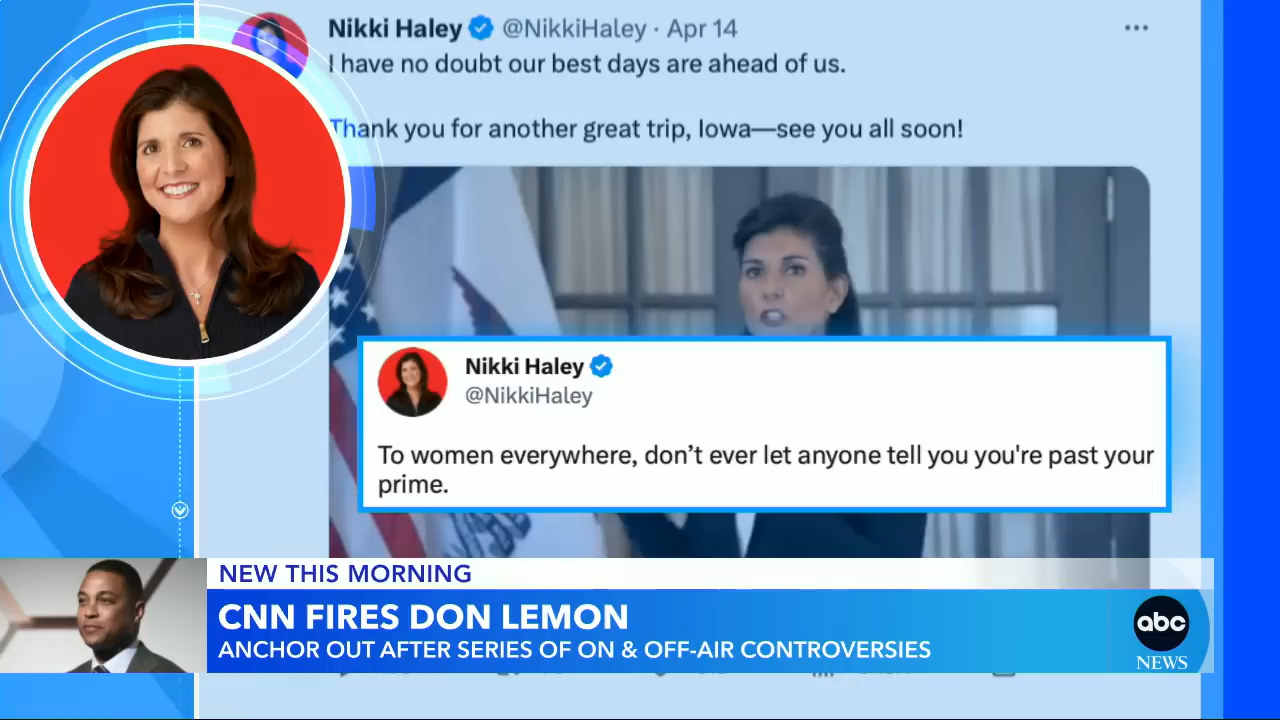 Nikki Haley @NikkiHaley · Apr 14
I have no doubt our best days are ahead of us.
Thank you for another great trip, Iowa—see you all soon!
Nikki Haley
@NikkiHaley
To women everywhere, don’t ever let anyone tell you you're past your
prime.
NEW THIS MORNING
CNN FIRES DON LEMON
ANCHOR OUT AFTER SERIES OF ON & OFF-AIR CONTROVERSIES
abc
NEWS